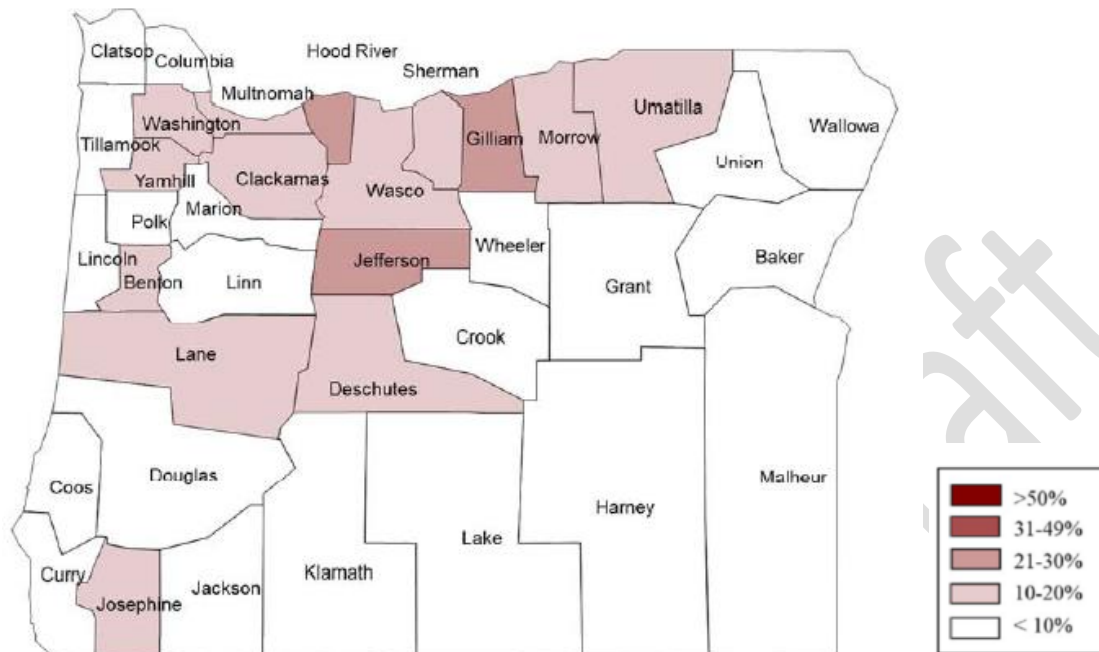 Clatsop
Columbia
Hood River
Sherman
Multnomah
Washington
Tillamook
Yamhill
Clackamas
Wasco
Gilliam
Morrow
Umatilla
Union
Wallowa
Polk
Marion
Lincoln
Benton
Linn
Jefferson
Wheeler
Grant
Baker
Crook
Lane
Deschutes
Coos
Douglas
Curry
Josephine
Jackson
Klamath
Lake
Harney
Malheur
aft
>50%
31-49%
21-30%
10-20%
< 10%